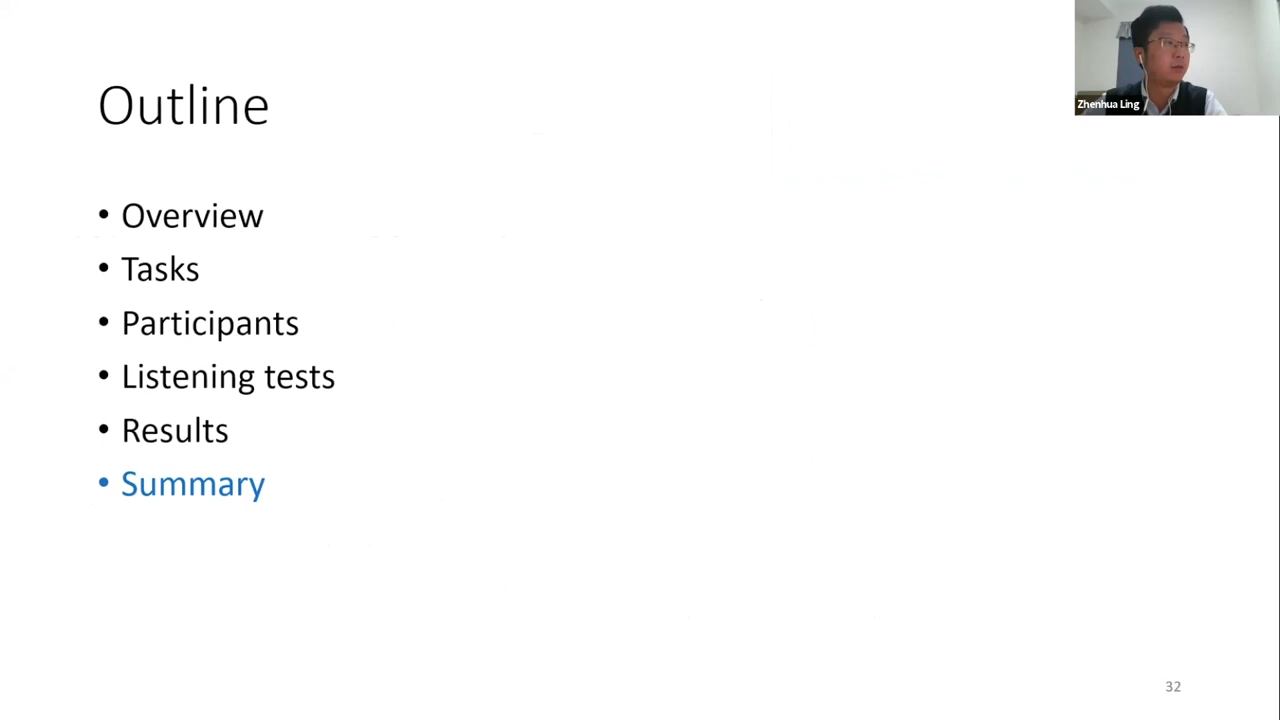 Zhenhua Ling
Outline
• Overview
• Tasks
• Participants
• Listening tests
• Results
• Summary
32